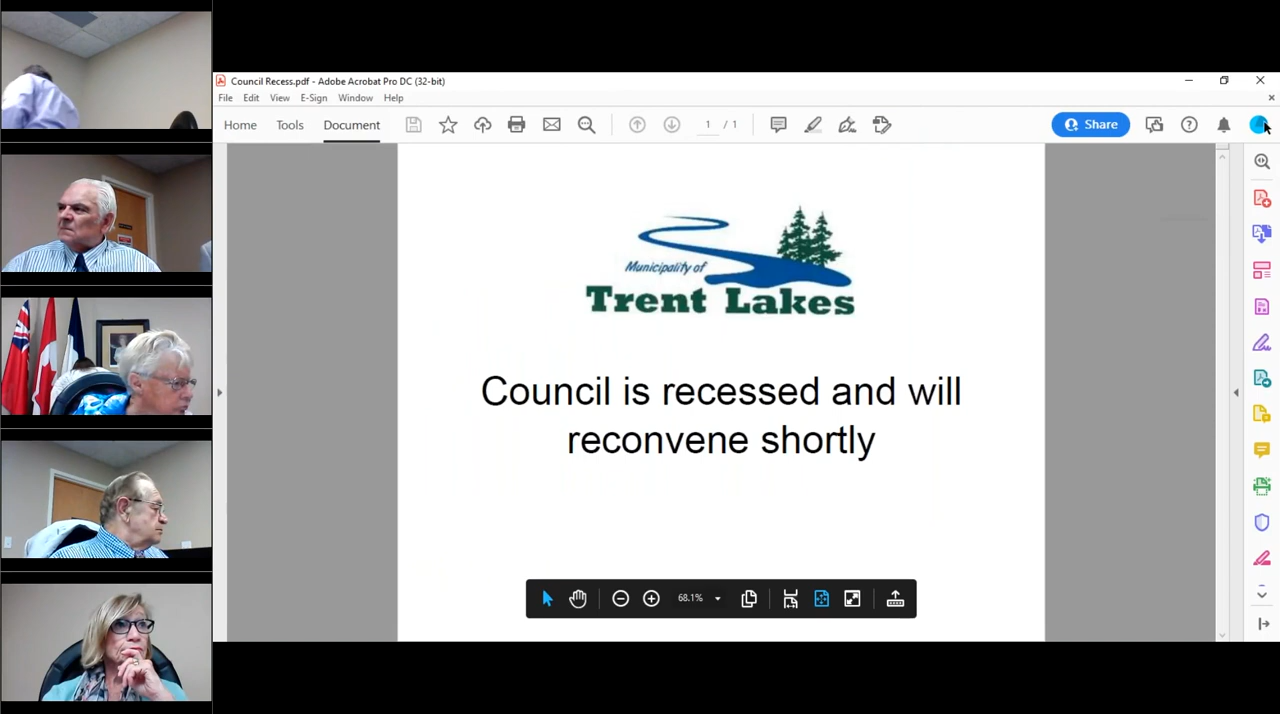 Council Recess.pdf - Adobe Acrobat Pro DC (32-bit)
File Edit View E-Sign Window Help
Home Tools Document 1 / 1 Share
Municipality of
Trent Lakes
Council is recessed and will
reconvene shortly
68.1%